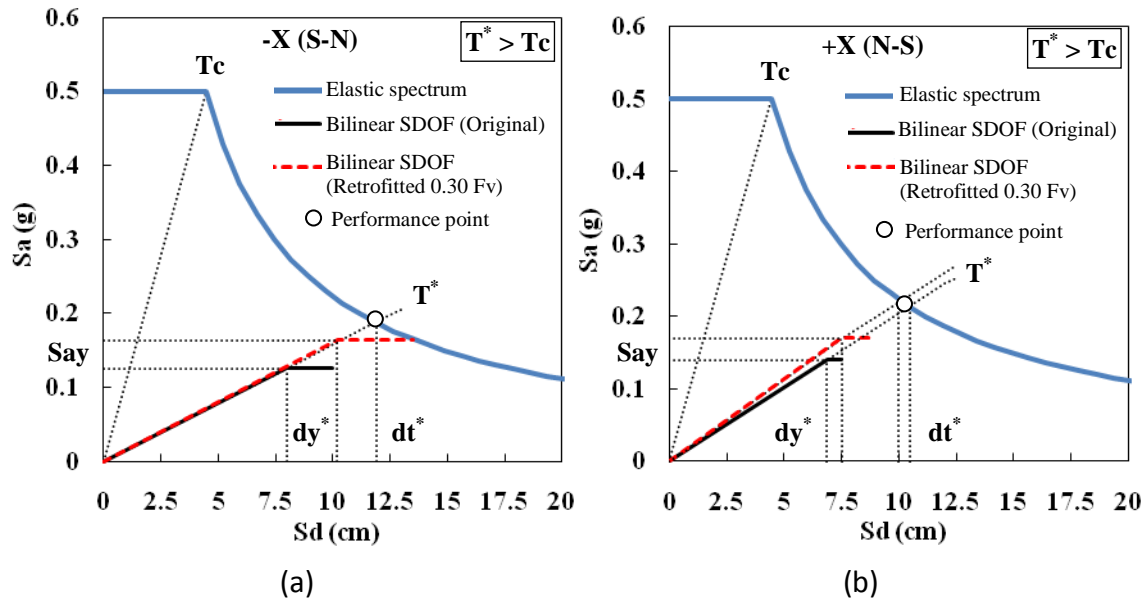 0.6
-X (S-N)
T* > Tc
Tc
0.5
Elastic spectrum
Bilinear SDOF (Original)
0.4
Bilinear SDOF
(Retrofitted 0.30 Fv)
Performance point
0.3
Sa (g)
T*
0.2
Say
0.1
dy*
dt*
0
0 2.5 5 7.5 10 12.5 15 17.5 20
Sd (cm)
(a)
0.6
+X (N-S)
T* > Tc
Tc
0.5
Elastic spectrum
Bilinear SDOF (Original)
0.4
Bilinear SDOF
(Retrofitted 0.30 Fv)
Performance point
0.3
Sa (g)
T*
0.2
Say
0.1
dy*
dt*
0
0 2.5 5 7.5 10 12.5 15 17.5 20
Sd (cm)
(b)